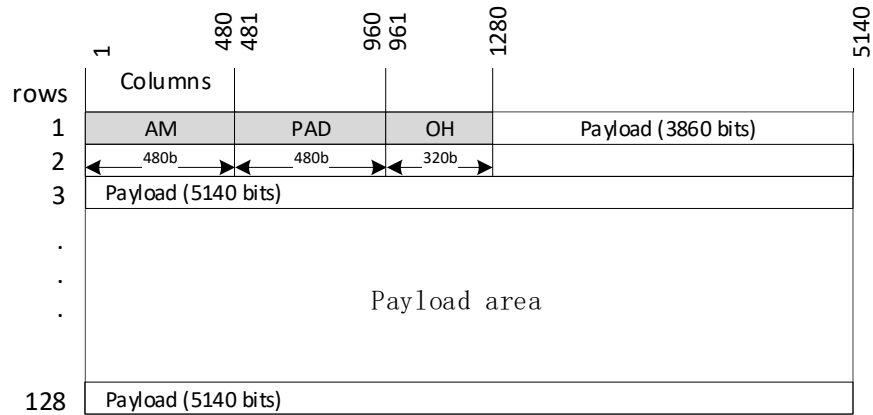 1 480 481 960 961 1280 5140
Columns
rows
1 AM PAD OH Payload (3860 bits)
2 480b 480b 320b
3 Payload (5140 bits)
.
.
Payload area
.
128 Payload (5140 bits)